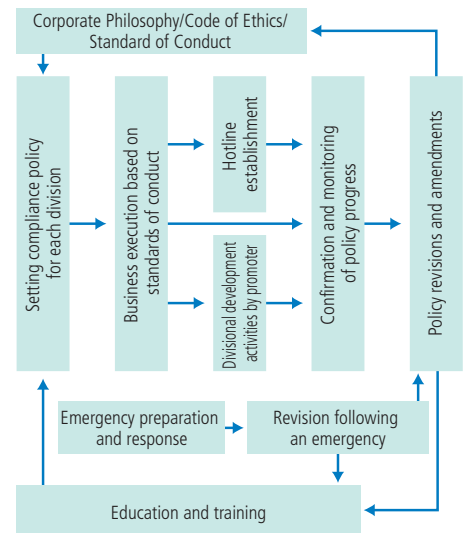 Corporate Philosophy/Code of Ethics/
Standard of Conduct
Setting compliance policy
for each division
Business execution based on
standards of conduct
Hotline
establishment
Divisional development
activities by promoter
Confirmation and monitoring
of policy progress
Policy revisions and amendments
Emergency preparation
and response
Revision following
an emergency
Education and training